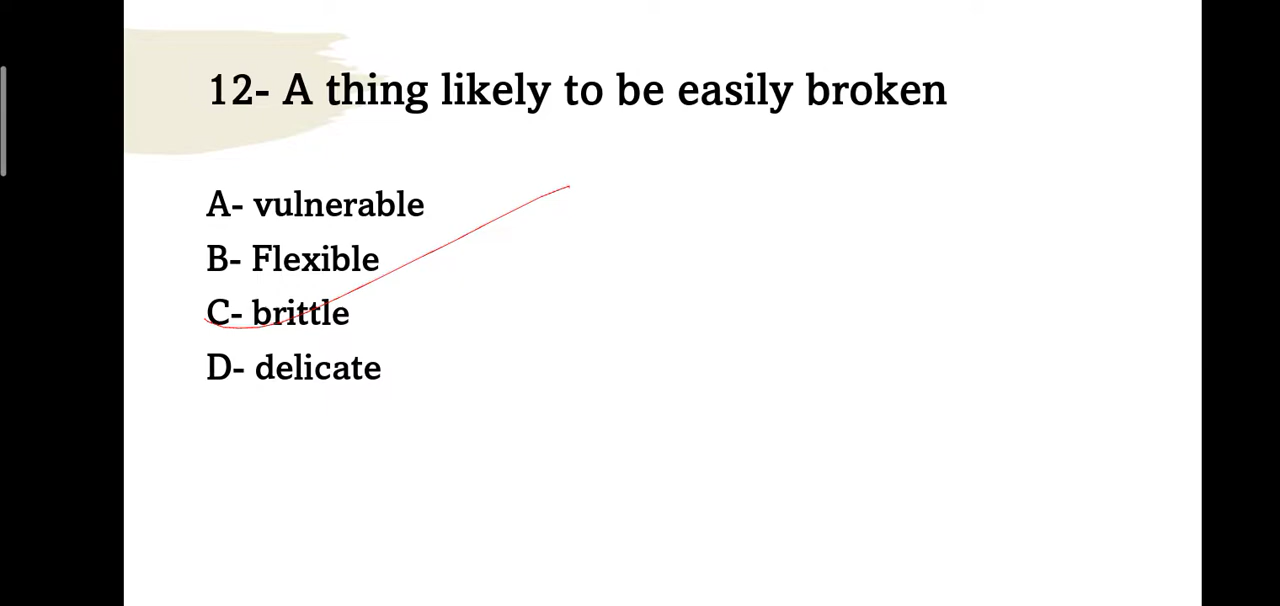 12- A thing likely to be easily broken
A- vulnerable
B- Flexible
C- brittle
D- delicate